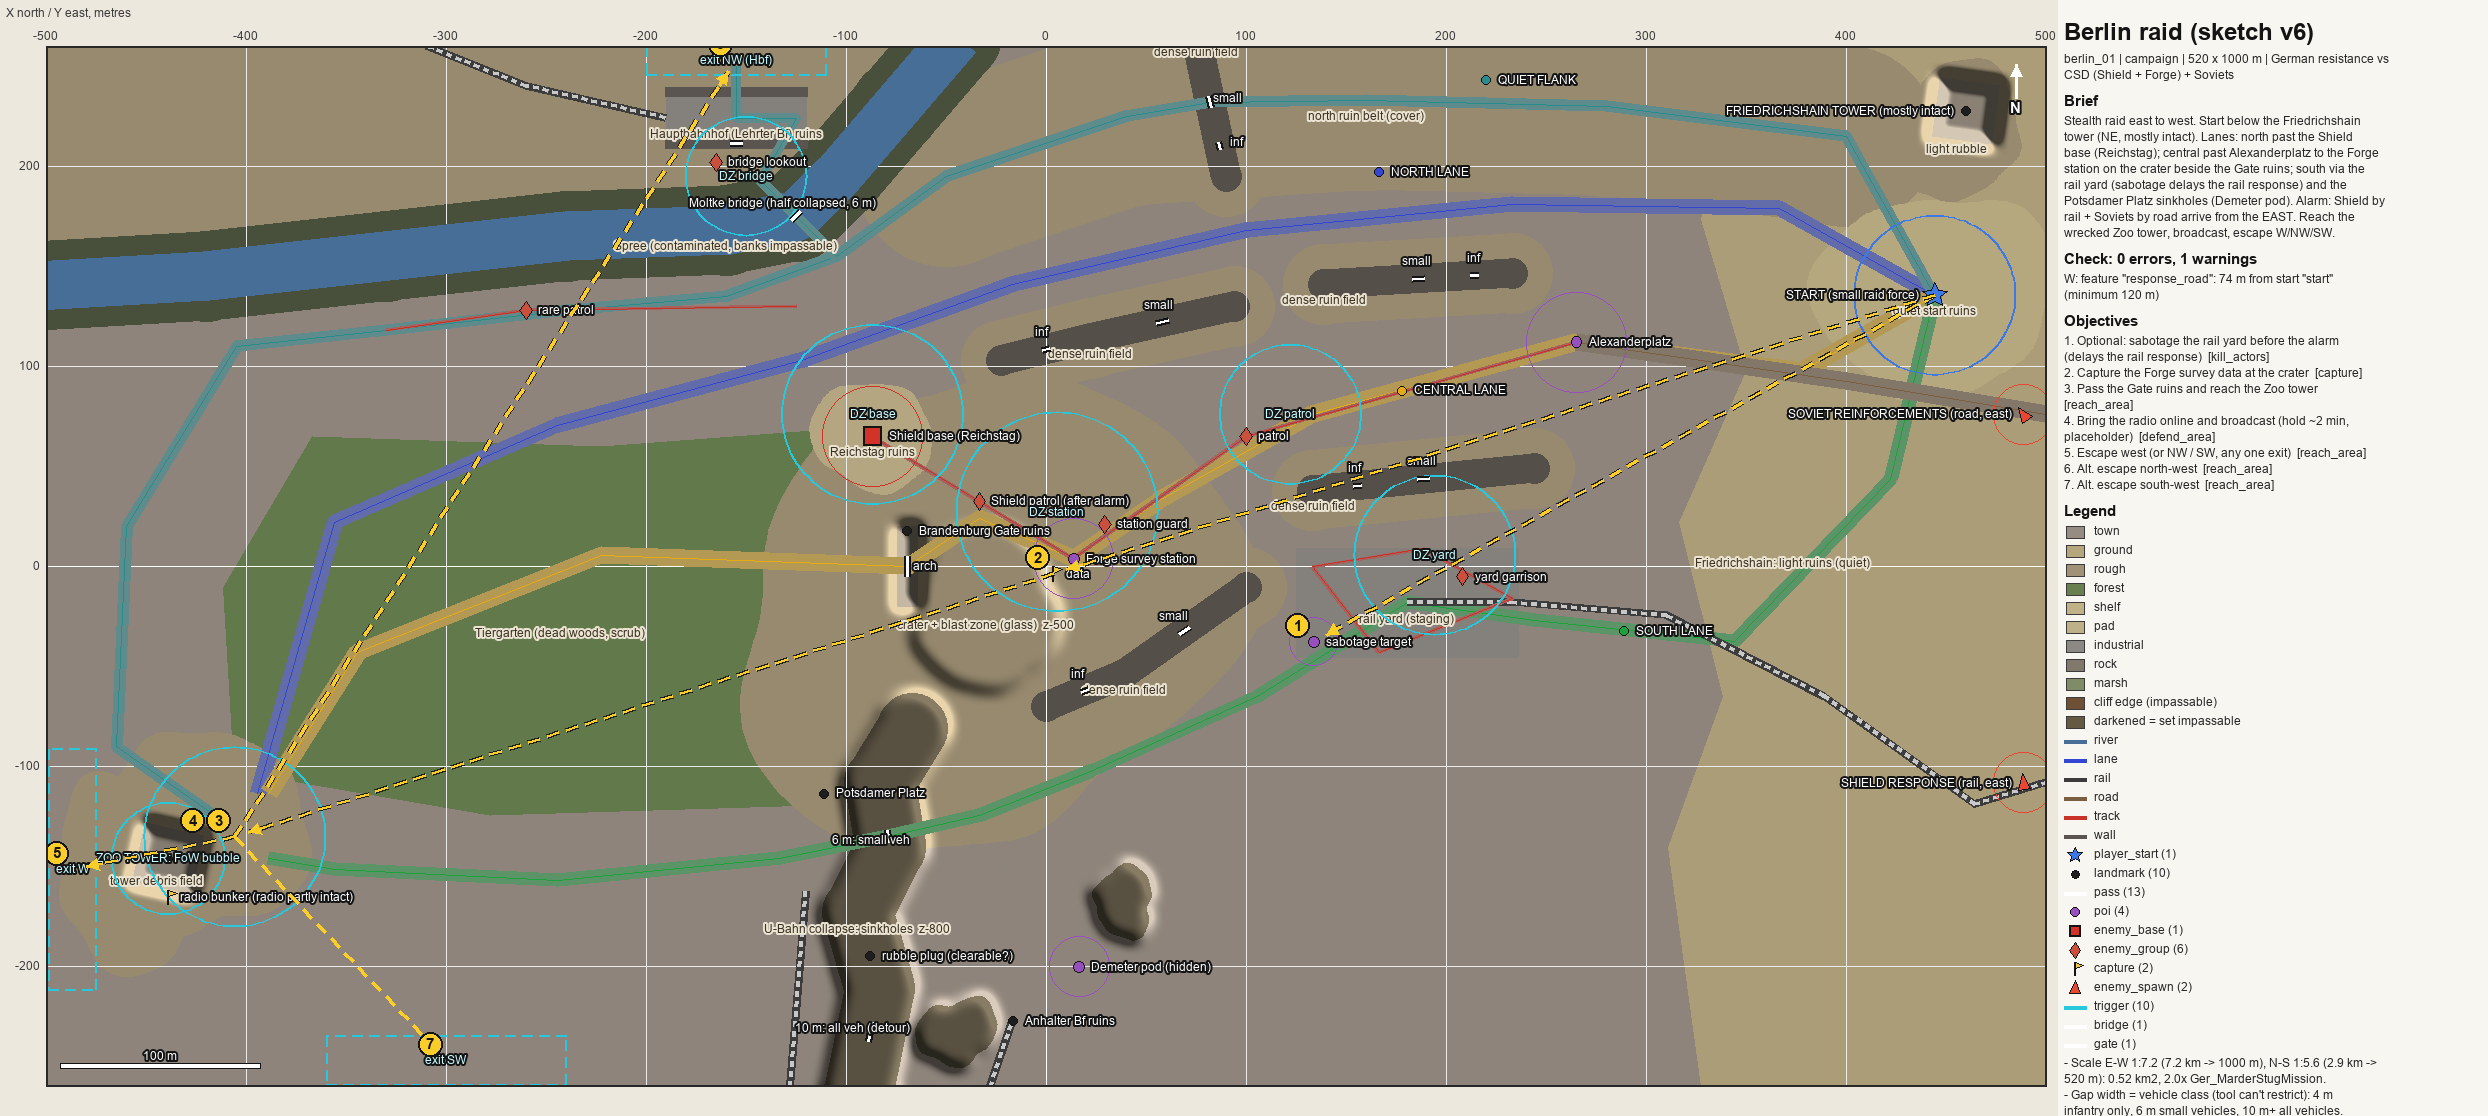 X north / Y east, metres
-500
-400
-300
-200
-100
0
100
200
300
400
500
200
100
0
-100
-200
exit NW (Hbf)
dense ruin field
QUIET FLANK
small
FRIEDRICHSHAIN TOWER (mostly intact)
N
north ruin belt (cover)
Hauptbahnhof (Lehrter Bf) ruins
inf
light rubble
bridge lookout
DZ bridge
NORTH LANE
Moltke bridge (half collapsed, 6 m)
Spree (contaminated, banks impassable)
small
inf
START (small raid force)
dense ruin field
small
rare patrol
quiet start ruins
inf
dense ruin field
Alexanderplatz
CENTRAL LANE
DZ base
DZ patrol
SOVIET REINFORCEMENTS (road, east)
Shield base (Reichstag)
patrol
Reichstag ruins
small
inf
Shield patrol (after alarm)
dense ruin field
DZ station
station guard
Brandenburg Gate ruins
2
Forge survey station
DZ yard
Friedrichshain: light ruins (quiet)
arch
data
yard garrison
small
1
rail yard (staging)
crater + blast zone (glass) z-500
SOUTH LANE
Tiergarten (dead woods, scrub)
sabotage target
inf
dense ruin field
SHIELD RESPONSE (rail, east)
Potsdamer Platz
4
3
6 m: small veh
5
ZOO TOWER: FoW bubble
exit W
tower debris field
radio bunker (radio partly intact)
U-Bahn collapse: sinkholes z-800
rubble plug (clearable?)
Demeter pod (hidden)
10 m: all veh (detour)
Anhalter Bf ruins
7
exit SW
100 m
Berlin raid (sketch v6)
berlin_01 | campaign | 520 x 1000 m | German resistance vs
CSD (Shield + Forge) + Soviets
Brief
Stealth raid east to west. Start below the Friedrichshain
tower (NE, mostly intact). Lanes: north past the Shield
base (Reichstag); central past Alexanderplatz to the Forge
station on the crater beside the Gate ruins; south via the
rail yard (sabotage delays the rail response) and the
Potsdamer Platz sinkholes (Demeter pod). Alarm: Shield by
rail + Soviets by road arrive from the EAST. Reach the
wrecked Zoo tower, broadcast, escape W/NW/SW.
Check: 0 errors, 1 warnings
W: feature "response_road": 74 m from start "start"
(minimum 120 m)
Objectives
1. Optional: sabotage the rail yard before the alarm
(delays the rail response) [kill_actors]
2. Capture the Forge survey data at the crater [capture]
3. Pass the Gate ruins and reach the Zoo tower
[reach_area]
4. Bring the radio online and broadcast (hold ~2 min,
placeholder) [defend_area]
5. Escape west (or NW / SW, any one exit) [reach_area]
6. Alt. escape north-west [reach_area]
7. Alt. escape south-west [reach_area]
Legend
town
ground
rough
forest
shelf
pad
industrial
rock
marsh
cliff edge (impassable)
darkened = set impassable
river
lane
rail
road
track
wall
player_start (1)
landmark (10)
pass (13)
poi (4)
enemy_base (1)
enemy_group (6)
capture (2)
enemy_spawn (2)
trigger (10)
bridge (1)
gate (1)
- Scale E-W 1:7.2 (7.2 km -> 1000 m), N-S 1:5.6 (2.9 km ->
520 m): 0.52 km2, 2.0x Ger_MarderStugMission.
- Gap width = vehicle class (tool can't restrict): 4 m
infantry only, 6 m small vehicles, 10 m+ all vehicles.